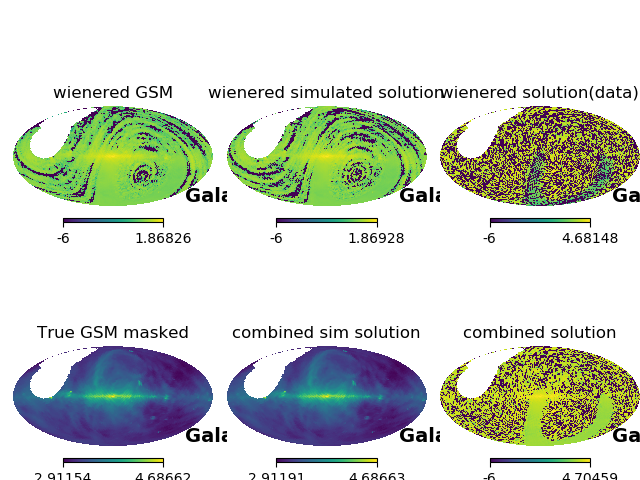 wienered GSM
wienered simulated solution
wienered solution(data)
Gala
Gala
Ga
-6 1.86826
-6 1.86928
-6 4.68148
True GSM masked
combined sim solution
combined solution
Gala
Gala
Ga
2.91154 4.68662
2.91191 4.68663
-6 4.70459